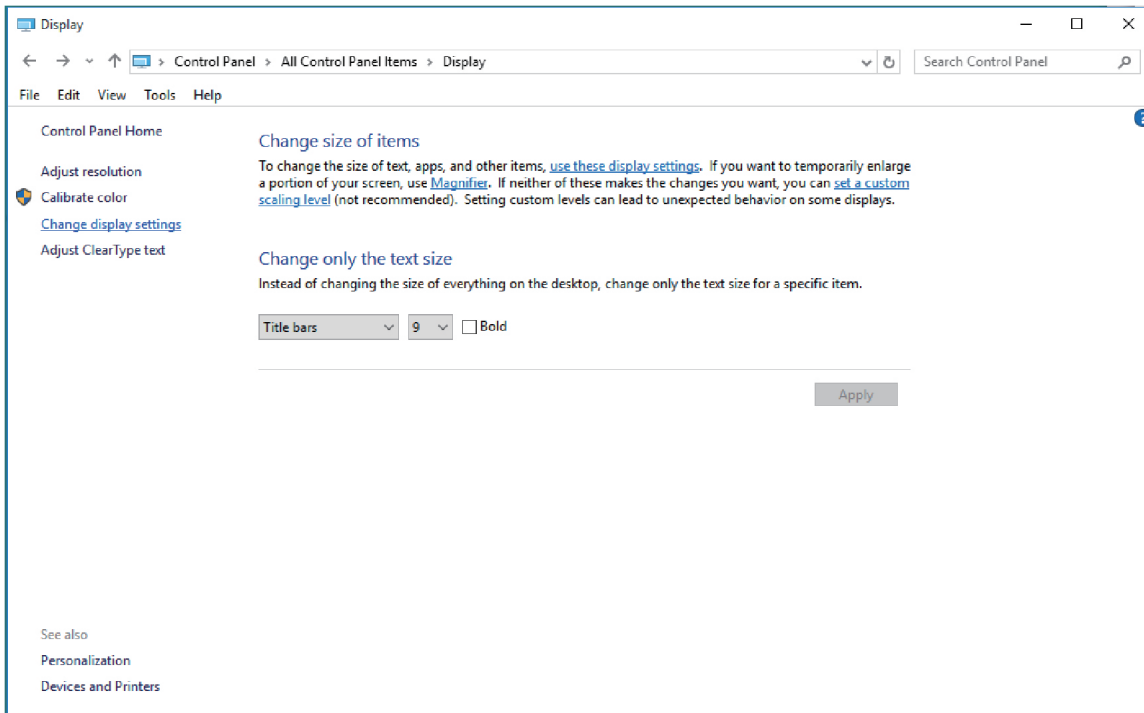 Display
Control Panel > All Control Panel Items > Display
Search Control Panel
File Edit View Tools Help
Control Panel Home
Adjust resolution
Calibrate color
Change display settings
Adjust ClearType text
Change size of items
To change the size of text, apps, and other items, use these display settings. If you want to temporarily enlarge
a portion of your screen, use Magnifier. If neither of these makes the changes you want, you can set a custom
scaling level (not recommended). Setting custom levels can lead to unexpected behavior on some displays.
Change only the text size
Instead of changing the size of everything on the desktop, change only the text size for a specific item.
Title bars 9 Bold
Apply
See also
Personalization
Devices and Printers